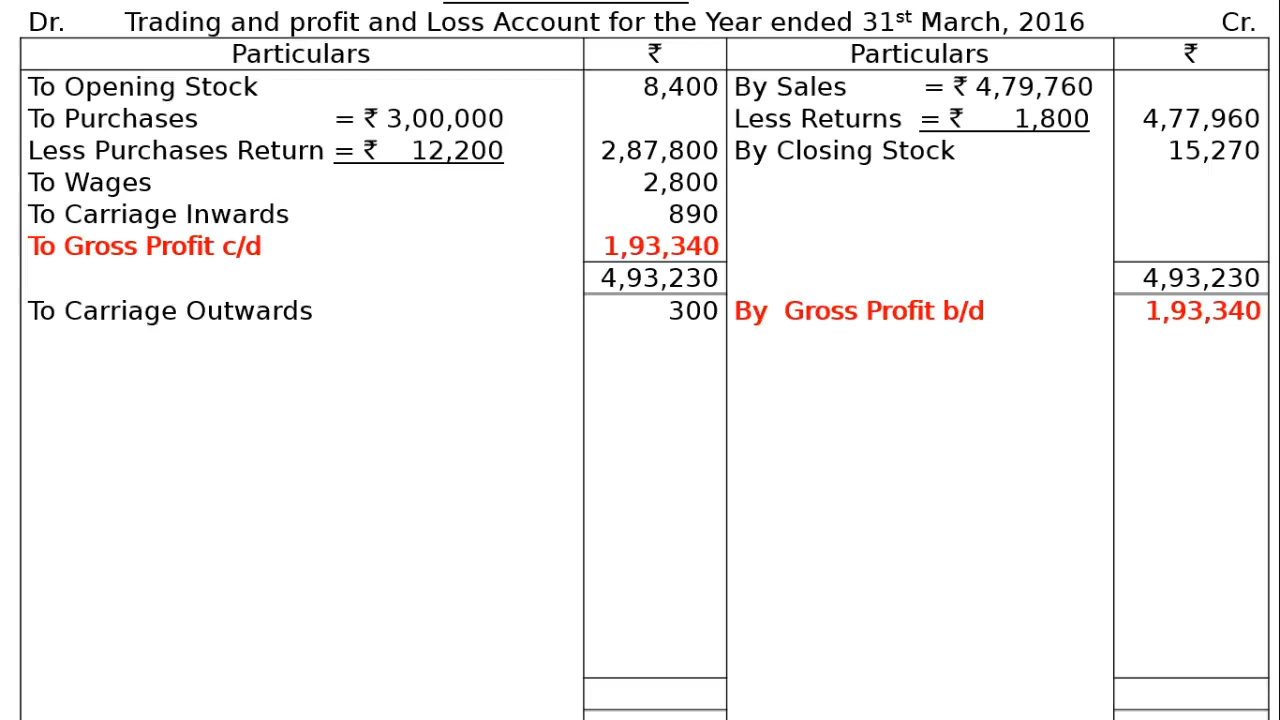 Dr. Trading and profit and Loss Account for the Year ended 31st March, 2016 Cr.
Particulars ₹ Particulars ₹
To Opening Stock 8,400 By Sales = ₹ 4,79,760
To Purchases = ₹ 3,00,000 Less Returns = ₹ 1,800 4,77,960
Less Purchases Return = ₹ 12,200 2,87,800 By Closing Stock 15,270
To Wages 2,800
To Carriage Inwards 890
To Gross Profit c/d 1,93,340
4,93,230 4,93,230
To Carriage Outwards 300 By Gross Profit b/d 1,93,340